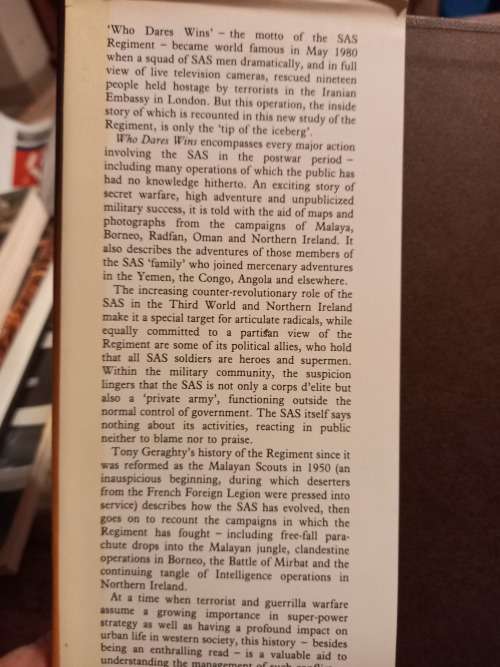 'Who Dares Wins' – the motto of the SAS
Regiment – became world famous in May 1980
when a squad of SAS men dramatically, and in full
view of live television cameras, rescued nineteen
people held hostage by terrorists in the Iranian
Embassy in London. But this operation, the inside
story of which is recounted in this new study of the
Regiment, is only the 'tip of the iceberg'.
Who Dares Wins encompasses every major action
involving the SAS in the postwar period –
including many operations of which the public has
had no knowledge hitherto. An exciting story of
secret warfare, high adventure and unpublicized
military success, it is told with the aid of maps and
photographs from the campaigns of Malaya,
Borneo, Radfan, Oman and Northern Ireland. It
also describes the adventures of those members of
the SAS 'family' who joined mercenary adventures
in the Yemen, the Congo, Angola and elsewhere.
The increasing counter-revolutionary role of the
SAS in the Third World and Northern Ireland
make it a special target for articulate radicals, while
equally committed to a partisan view of the
Regiment are some of its political allies, who hold
that all SAS soldiers are heroes and supermen.
Within the military community, the suspicion
lingers that the SAS is not only a corps d'elite but
also a 'private army', functioning outside the
normal control of government. The SAS itself says
nothing about its activities, reacting in public
neither to blame nor to praise.
Tony Geraghty's history of the Regiment since it
was reformed as the Malayan Scouts in 1950 (an
inauspicious beginning, during which deserters
from the French Foreign Legion were pressed into
service) describes how the SAS has evolved, then
goes on to recount the campaigns in which the
Regiment has fought – including free-fall para-
chute drops into the Malayan jungle, clandestine
operations in Borneo, the Battle of Mirbat and the
continuing tangle of Intelligence operations in
Northern Ireland.
At a time when terrorist and guerrilla warfare
assume a growing importance in super-power
strategy as well as having a profound impact on
urban life in western society, this history – besides
being an enthralling read – is a valuable aid to
understanding the management of such